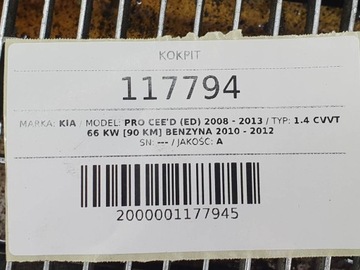 KOKPIT
117794
MARKA: KIA / MODEL: PRO CEE'D (ED) 2008 - 2013 / TYP: 1.4 CVVT
66 KW [90 KM] BENZYNA 2010 - 2012
SN: --- / JAKOŚĆ: A
2000001177945